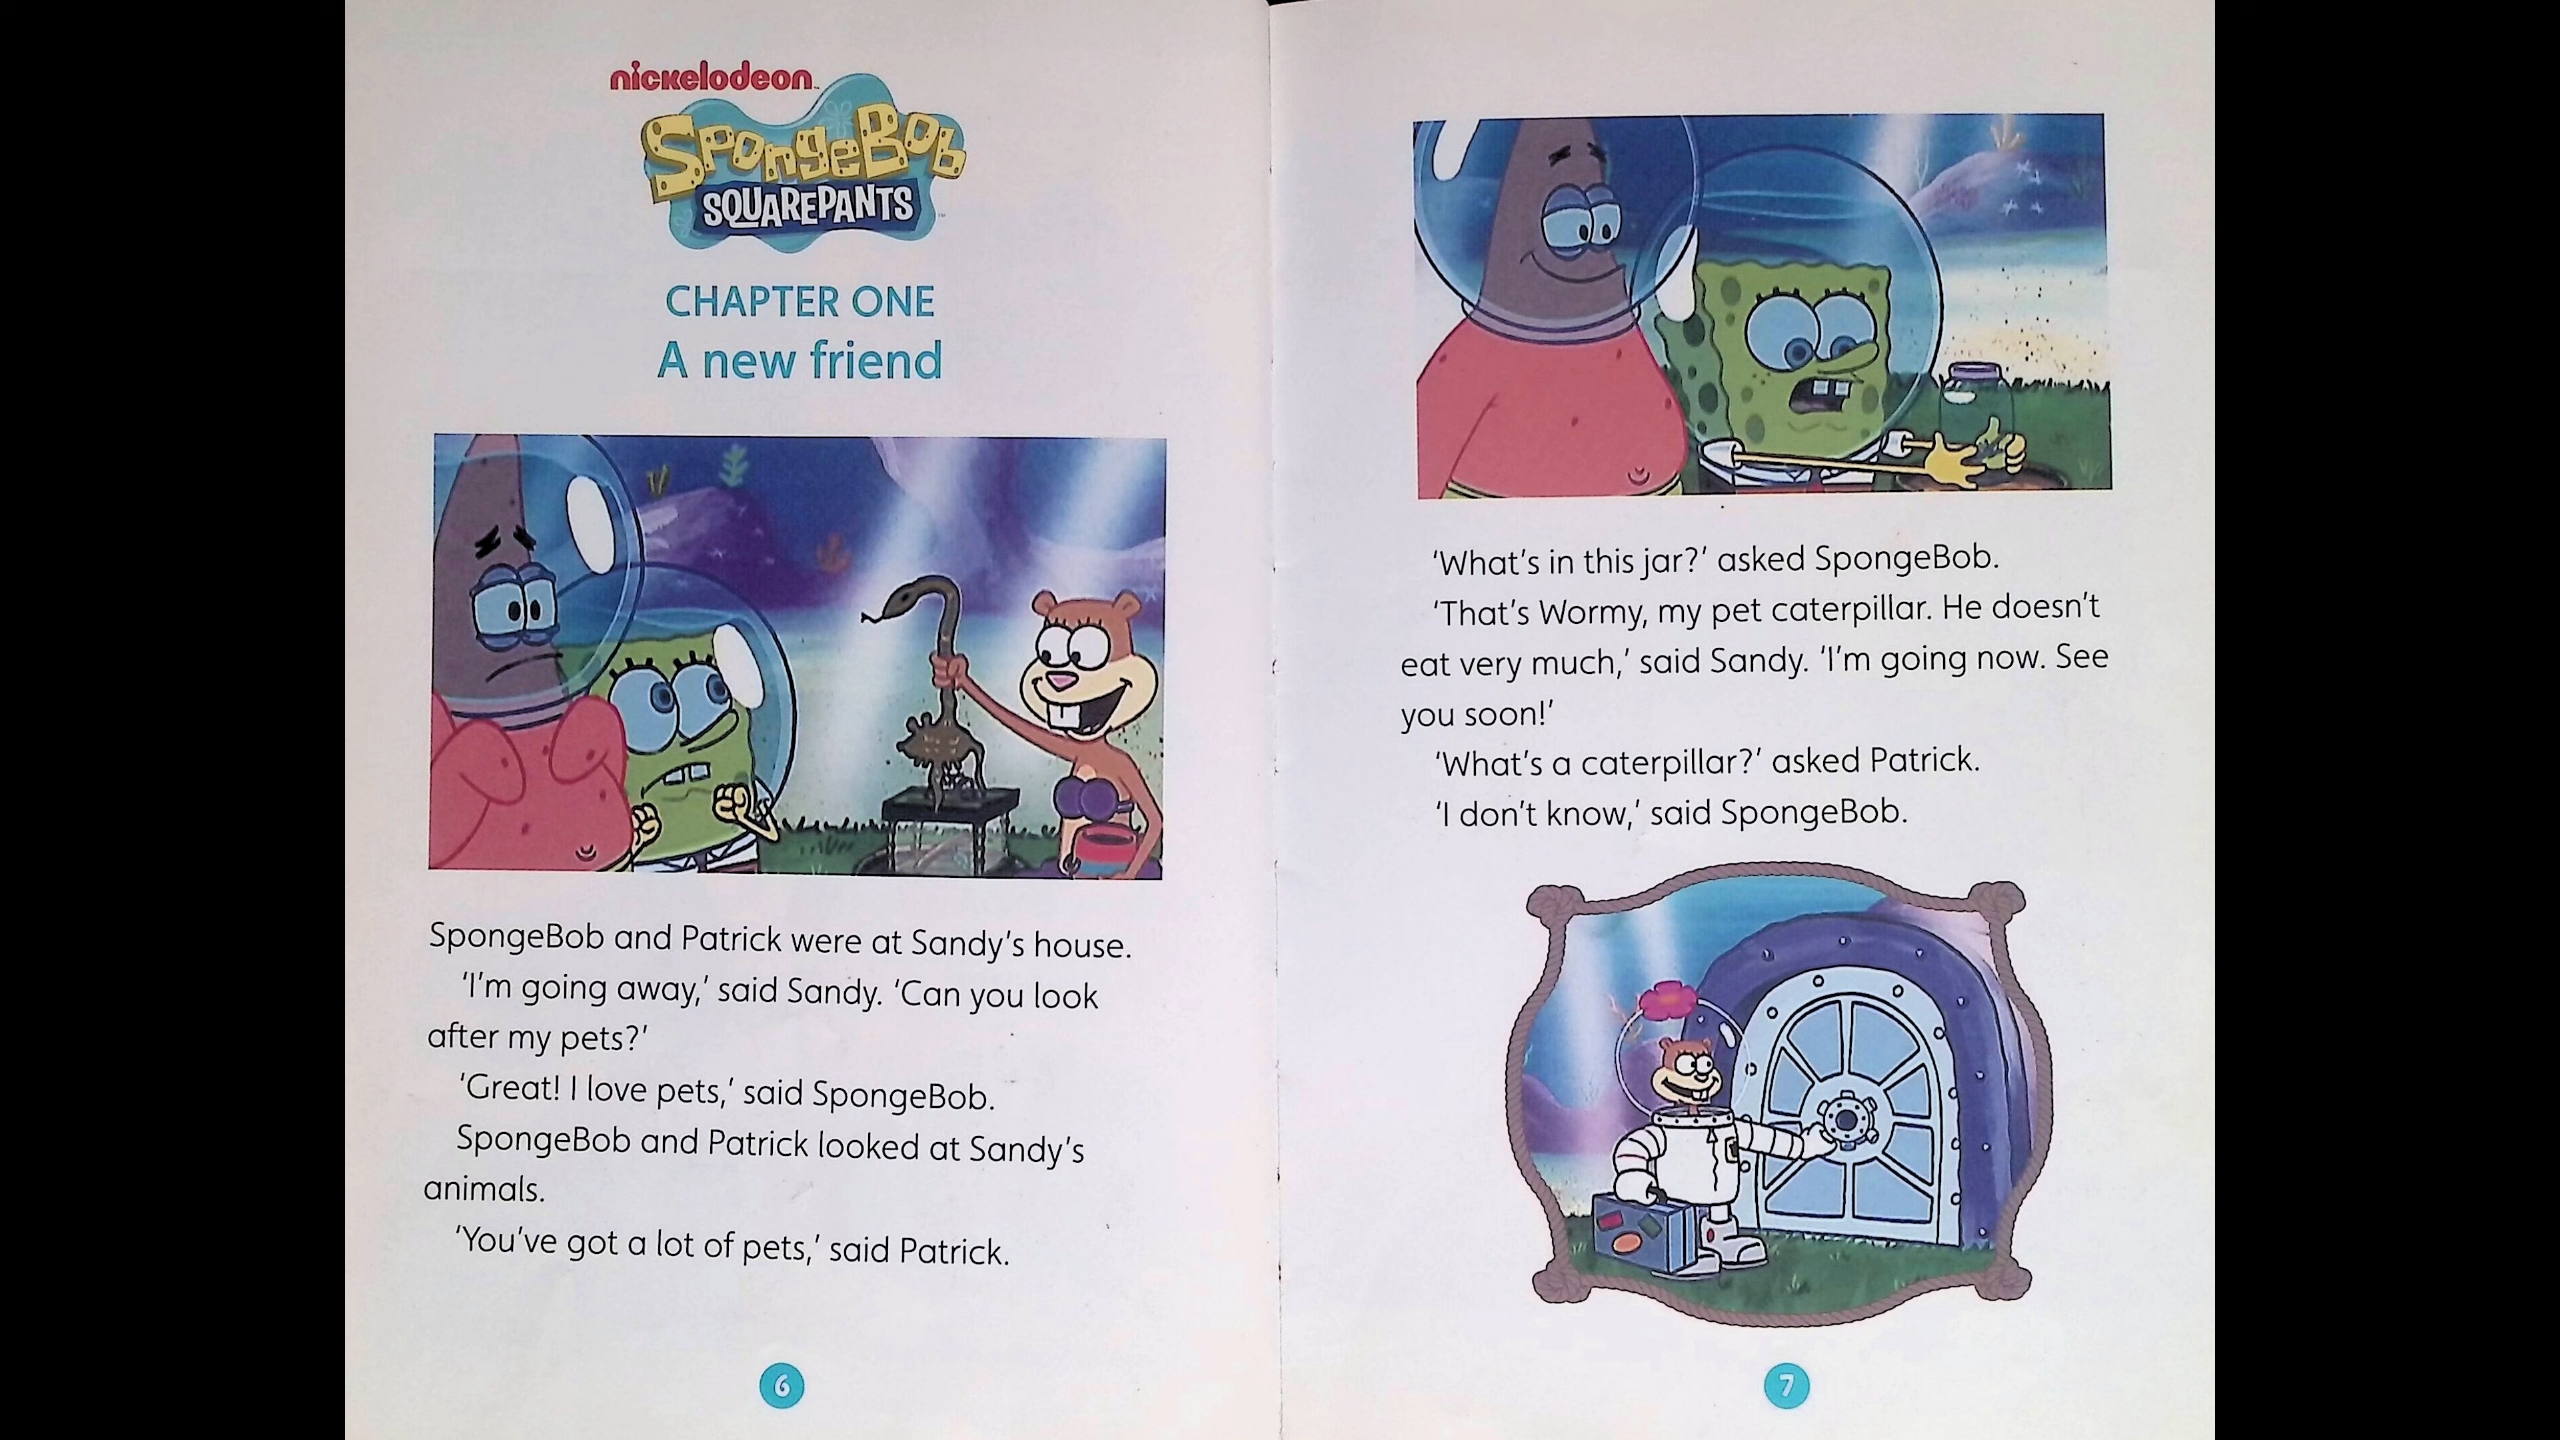 nickelodeon
SpongeBob
SQUAREPANTS
CHAPTER ONE
A new friend
SpongeBob and Patrick were at Sandy's house.
'I'm going away,' said Sandy. 'Can you look
after my pets?'
'Great! I love pets,' said SpongeBob.
SpongeBob and Patrick looked at Sandy's
animals.
'You've got a lot of pets,' said Patrick.
6
'What's in this jar?' asked SpongeBob.
'That's Wormy, my pet caterpillar. He doesn't
eat very much,' said Sandy. 'I'm going now. See
you soon!'
'What's a caterpillar?' asked Patrick.
'I don't know,' said SpongeBob.
7